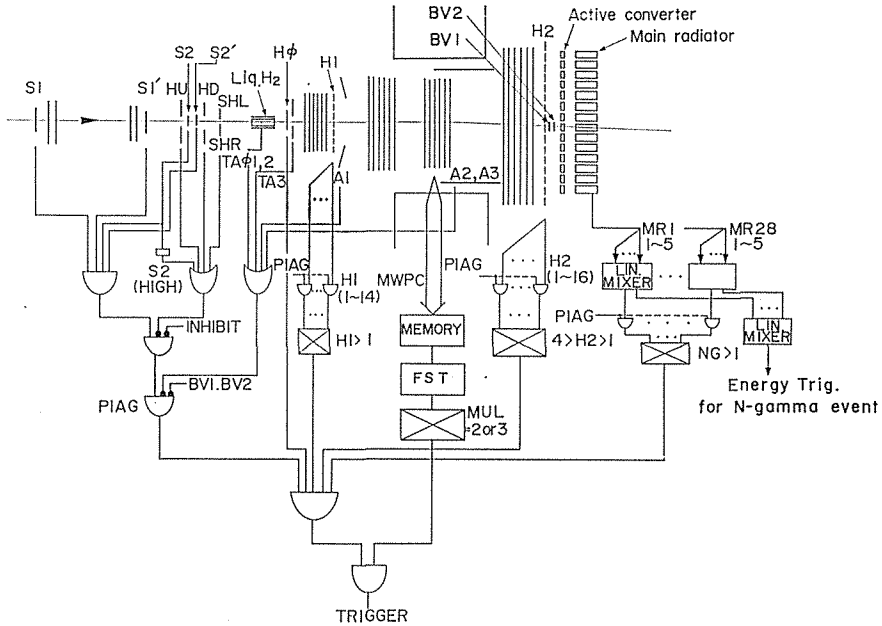 BV2
BV1
H2
Active converter
Main radiator
S1
S1′
S2
S2′
HU
HD
SHL
Liq.H2
Hφ
H1
SHR
TAφ1,2
TA3
A1
A2,A3
S2
(HIGH)
PIAG
H1
(1~14)
MWPC
PIAG
H2
(1~16)
MR1
1~5
MR28
1~5
LIN.
MIXER
INHIBIT
H1>1
MEMORY
4>H2>1
PIAG
NG>1
LIN.
MIXER
BV1.BV2
PIAG
FST
MUL
=2or3
Energy Trig.
for N-gamma event
TRIGGER